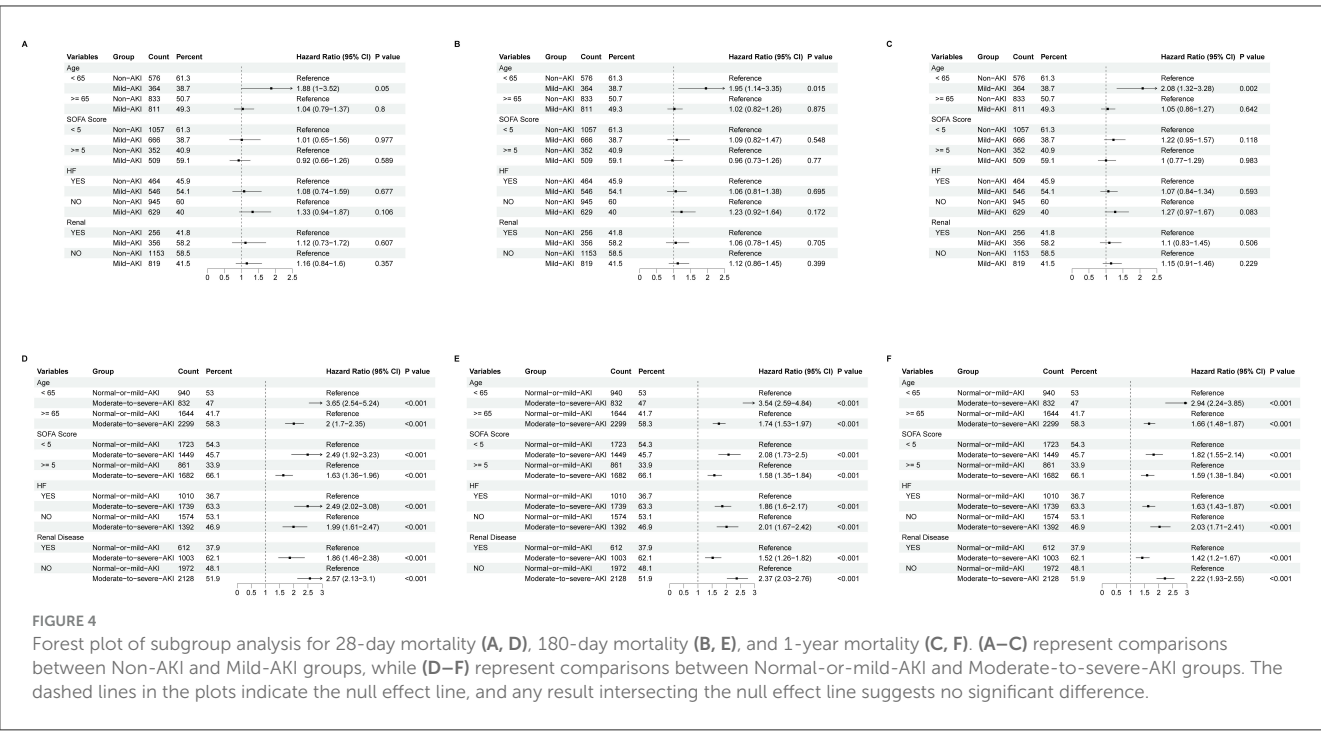 A
Variables Group Count Percent Hazard Ratio (95% CI) P value
Age
< 65 Non−AKI 576 61.3 Reference
Mild−AKI 364 38.7 1.88 (1−3.52) 0.05
>= 65 Non−AKI 833 50.7 Reference
Mild−AKI 811 49.3 1.04 (0.79−1.37) 0.8
SOFA Score
< 5 Non−AKI 1057 61.3 Reference
Mild−AKI 666 38.7 1.01 (0.65−1.56) 0.977
>= 5 Non−AKI 352 40.9 Reference
Mild−AKI 509 59.1 0.92 (0.66−1.26) 0.589
HF
YES Non−AKI 464 45.9 Reference
Mild−AKI 546 54.1 1.08 (0.74−1.59) 0.677
NO Non−AKI 945 60 Reference
Mild−AKI 629 40 1.33 (0.94−1.87) 0.106
Renal
YES Non−AKI 256 41.8 Reference
Mild−AKI 356 58.2 1.12 (0.73−1.72) 0.607
NO Non−AKI 1153 58.5 Reference
Mild−AKI 819 41.5 1.16 (0.84−1.6) 0.357
0 0.5 1 1.5 2 2.5
B
Variables Group Count Percent Hazard Ratio (95% CI) P value
Age
< 65 Non−AKI 576 61.3 Reference
Mild−AKI 364 38.7 1.95 (1.14−3.35) 0.015
>= 65 Non−AKI 833 50.7 Reference
Mild−AKI 811 49.3 1.02 (0.82−1.26) 0.875
SOFA Score
< 5 Non−AKI 1057 61.3 Reference
Mild−AKI 666 38.7 1.09 (0.82−1.47) 0.548
>= 5 Non−AKI 352 40.9 Reference
Mild−AKI 509 59.1 0.96 (0.73−1.26) 0.77
HF
YES Non−AKI 464 45.9 Reference
Mild−AKI 546 54.1 1.06 (0.81−1.38) 0.695
NO Non−AKI 945 60 Reference
Mild−AKI 629 40 1.23 (0.92−1.64) 0.172
Renal
YES Non−AKI 256 41.8 Reference
Mild−AKI 356 58.2 1.06 (0.78−1.45) 0.705
NO Non−AKI 1153 58.5 Reference
Mild−AKI 819 41.5 1.12 (0.86−1.45) 0.399
0 0.5 1 1.5 2 2.5
C
Variables Group Count Percent Hazard Ratio (95% CI) P value
Age
< 65 Non−AKI 576 61.3 Reference
Mild−AKI 364 38.7 2.08 (1.32−3.28) 0.002
>= 65 Non−AKI 833 50.7 Reference
Mild−AKI 811 49.3 1.05 (0.86−1.27) 0.642
SOFA Score
< 5 Non−AKI 1057 61.3 Reference
Mild−AKI 666 38.7 1.22 (0.95−1.57) 0.118
>= 5 Non−AKI 352 40.9 Reference
Mild−AKI 509 59.1 1 (0.77−1.29) 0.983
HF
YES Non−AKI 464 45.9 Reference
Mild−AKI 546 54.1 1.07 (0.84−1.34) 0.593
NO Non−AKI 945 60 Reference
Mild−AKI 629 40 1.27 (0.97−1.67) 0.083
Renal
YES Non−AKI 256 41.8 Reference
Mild−AKI 356 58.2 1.1 (0.83−1.45) 0.506
NO Non−AKI 1153 58.5 Reference
Mild−AKI 819 41.5 1.15 (0.91−1.46) 0.229
0 0.5 1 1.5 2 2.5
D
Variables Group Count Percent Hazard Ratio (95% CI) P value
Age
< 65 Normal−or−mild−AKI 940 53 Reference
Moderate−to−severe−AKI 832 47 3.65 (2.54−5.24) <0.001
>= 65 Normal−or−mild−AKI 1644 41.7 Reference
Moderate−to−severe−AKI 2299 58.3 2 (1.7−2.35) <0.001
SOFA Score
< 5 Normal−or−mild−AKI 1723 54.3 Reference
Moderate−to−severe−AKI 1449 45.7 2.49 (1.92−3.23) <0.001
>= 5 Normal−or−mild−AKI 861 33.9 Reference
Moderate−to−severe−AKI 1682 66.1 1.63 (1.36−1.96) <0.001
HF
YES Normal−or−mild−AKI 1010 36.7 Reference
Moderate−to−severe−AKI 1739 63.3 2.49 (2.02−3.08) <0.001
NO Normal−or−mild−AKI 1574 53.1 Reference
Moderate−to−severe−AKI 1392 46.9 1.99 (1.61−2.47) <0.001
Renal Disease
YES Normal−or−mild−AKI 612 37.9 Reference
Moderate−to−severe−AKI 1003 62.1 1.86 (1.46−2.38) <0.001
NO Normal−or−mild−AKI 1972 48.1 Reference
Moderate−to−severe−AKI 2128 51.9 2.57 (2.13−3.1) <0.001
0 0.5 1 1.5 2 2.5 3
E
Variables Group Count Percent Hazard Ratio (95% CI) P value
Age
< 65 Normal−or−mild−AKI 940 53 Reference
Moderate−to−severe−AKI 832 47 3.54 (2.59−4.84) <0.001
>= 65 Normal−or−mild−AKI 1644 41.7 Reference
Moderate−to−severe−AKI 2299 58.3 1.74 (1.53−1.97) <0.001
SOFA Score
< 5 Normal−or−mild−AKI 1723 54.3 Reference
Moderate−to−severe−AKI 1449 45.7 2.08 (1.73−2.5) <0.001
>= 5 Normal−or−mild−AKI 861 33.9 Reference
Moderate−to−severe−AKI 1682 66.1 1.58 (1.35−1.84) <0.001
HF
YES Normal−or−mild−AKI 1010 36.7 Reference
Moderate−to−severe−AKI 1739 63.3 1.86 (1.6−2.17) <0.001
NO Normal−or−mild−AKI 1574 53.1 Reference
Moderate−to−severe−AKI 1392 46.9 2.01 (1.67−2.42) <0.001
Renal Disease
YES Normal−or−mild−AKI 612 37.9 Reference
Moderate−to−severe−AKI 1003 62.1 1.52 (1.26−1.82) <0.001
NO Normal−or−mild−AKI 1972 48.1 Reference
Moderate−to−severe−AKI 2128 51.9 2.37 (2.03−2.76) <0.001
0 0.5 1 1.5 2 2.5 3
F
Variables Group Count Percent Hazard Ratio (95% CI) P value
Age
< 65 Normal−or−mild−AKI 940 53 Reference
Moderate−to−severe−AKI 832 47 2.94 (2.24−3.85) <0.001
>= 65 Normal−or−mild−AKI 1644 41.7 Reference
Moderate−to−severe−AKI 2299 58.3 1.66 (1.48−1.87) <0.001
SOFA Score
< 5 Normal−or−mild−AKI 1723 54.3 Reference
Moderate−to−severe−AKI 1449 45.7 1.82 (1.55−2.14) <0.001
>= 5 Normal−or−mild−AKI 861 33.9 Reference
Moderate−to−severe−AKI 1682 66.1 1.59 (1.38−1.84) <0.001
HF
YES Normal−or−mild−AKI 1010 36.7 Reference
Moderate−to−severe−AKI 1739 63.3 1.63 (1.43−1.87) <0.001
NO Normal−or−mild−AKI 1574 53.1 Reference
Moderate−to−severe−AKI 1392 46.9 2.03 (1.71−2.41) <0.001
Renal Disease
YES Normal−or−mild−AKI 612 37.9 Reference
Moderate−to−severe−AKI 1003 62.1 1.42 (1.2−1.67) <0.001
NO Normal−or−mild−AKI 1972 48.1 Reference
Moderate−to−severe−AKI 2128 51.9 2.22 (1.93−2.55) <0.001
0 0.5 1 1.5 2 2.5 3
FIGURE 4
Forest plot of subgroup analysis for 28-day mortality (A, D), 180-day mortality (B, E), and 1-year mortality (C, F). (A–C) represent comparisons
between Non-AKI and Mild-AKI groups, while (D–F) represent comparisons between Normal-or-mild-AKI and Moderate-to-severe-AKI groups. The
dashed lines in the plots indicate the null effect line, and any result intersecting the null effect line suggests no significant difference.